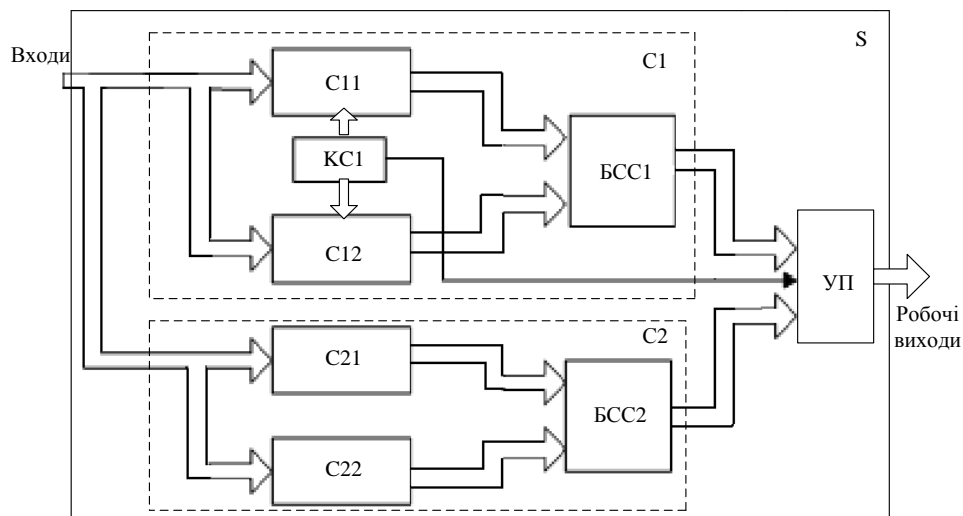 S
Входи
C1
C11
КС1
БСС1
C12
УП
Робочі
виходи
C2
C21
БСС2
C22